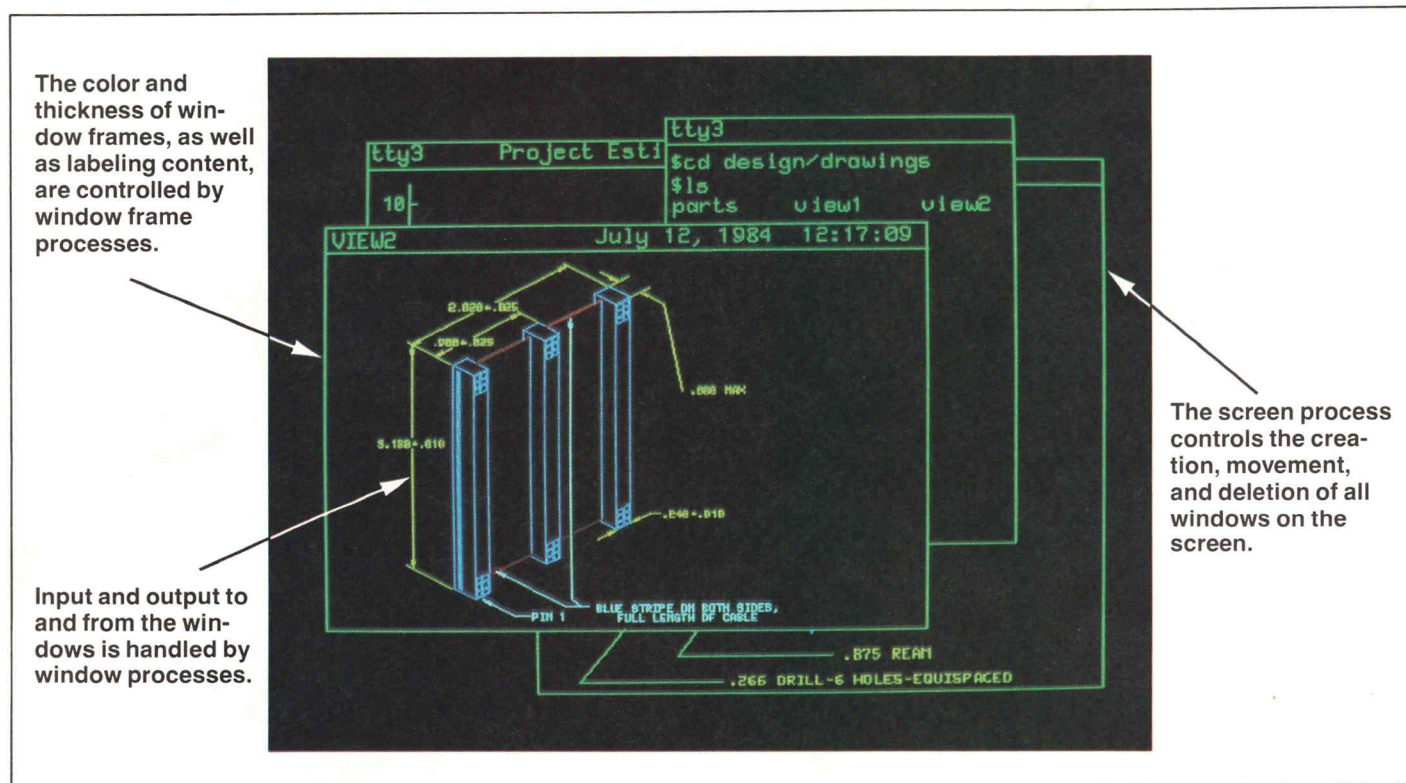 The color and
thickness of win-
dow frames, as well
as labeling content,
are controlled by
window frame
processes.
Input and output to
and from the win-
dows is handled by
window processes.
tty3 Project Esti
10
tty3
$cd design/drawings
$ls
parts view1 view2
VIEW2 July 12, 1984 12:17:09
2.020+.025
.900+.025
.080 MAX
.240+.010
PIN 1
BLUE STRIPE ON BOTH SIDES,
FULL LENGTH OF CABLE
.875 REAM
.266 DRILL-6 HOLES-EQUISPACED
The screen process
controls the crea-
tion, movement,
and deletion of all
windows on the
screen.